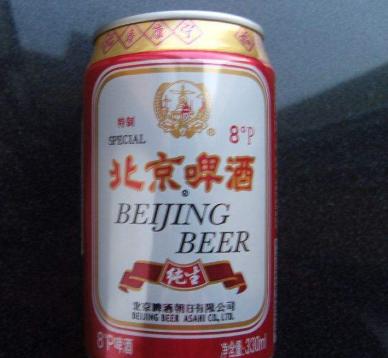 特制
SPECIAL
8°P
北京啤酒
®
BEIJING
BEER
纯生
北京啤酒朝日有限公司
BEIJING BEER ASAHI CO., LTD.
8°P啤酒
净含量:330ml